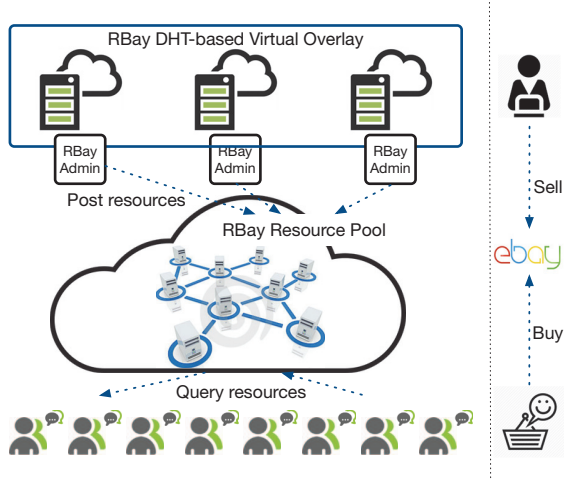 RBay DHT-based Virtual Overlay
RBay
Admin
RBay
Admin
RBay
Admin
Post resources
RBay Resource Pool
Query resources
Sell
ebay
Buy